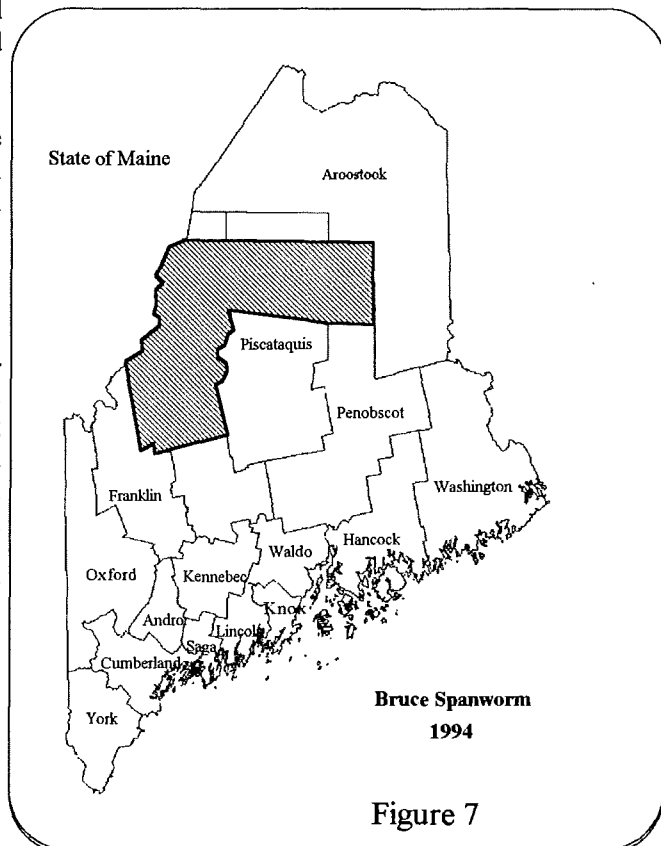 State of Maine
Aroostook
Piscataquis
Penobscot
Washington
Franklin
Hancock
Waldo
Oxford
Kennebec
Knox
Andro
Lincoln
Saga
Cumberland
York
Bruce Spanworm
1994
Figure 7